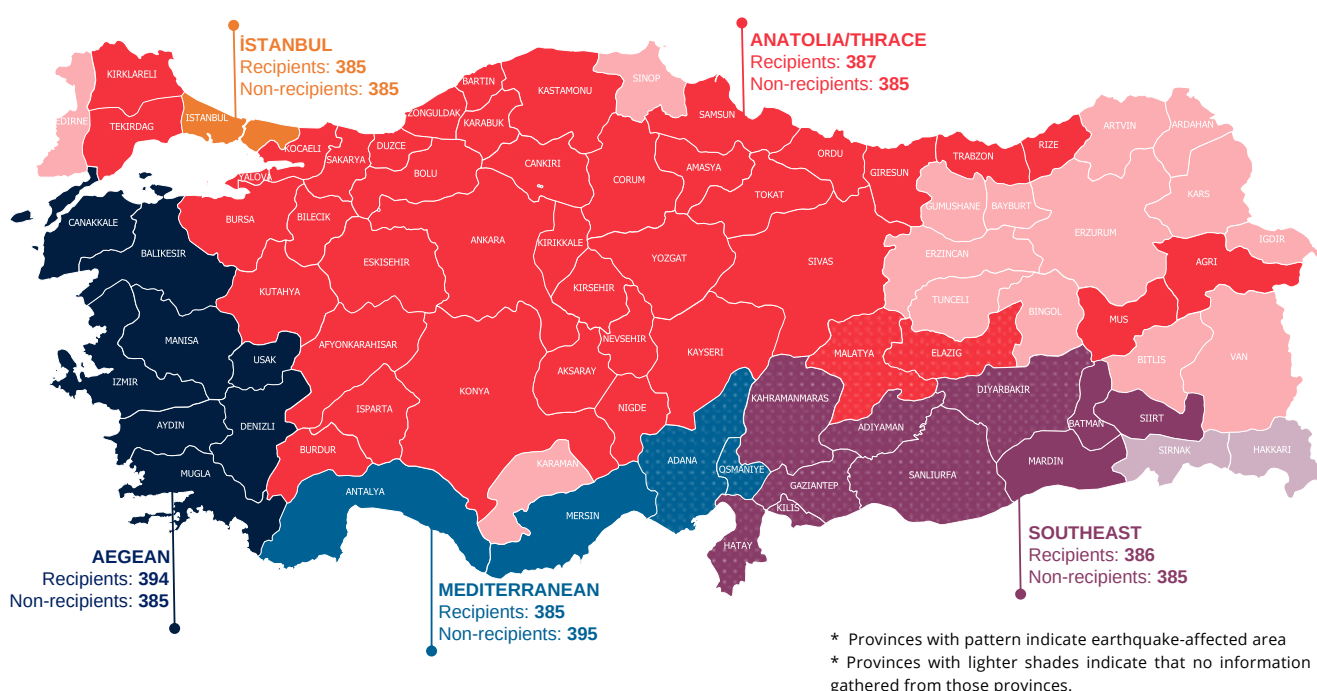 İSTANBUL
Recipients: 385
Non-recipients: 385
ANATOLIA/THRACE
Recipients: 387
Non-recipients: 385
KIRKLARELI
EDIRNE
TEKIRDAG
ISTANBUL
KOCAELI
YALOVA
SAKARYA
DUZCE
BOLU
ZONGULDAK
BARTIN
KARABUK
KASTAMONU
SINOP
CANKIRI
CORUM
SAMSUN
AMASYA
TOKAT
ORDU
GIRESUN
TRABZON
RIZE
ARTVIN
ARDAHAN
KARS
IGDIR
AGRI
GUMUSHANE
BAYBURT
ERZURUM
ERZINCAN
TUNCELI
BINGOL
MUS
BITLIS
VAN
CANAKKALE
BALIKESIR
BURSA
BILECIK
ESKISEHIR
KUTAHYA
ANKARA
KIRIKKALE
KIRSEHIR
YOZGAT
SIVAS
MANISA
USAK
IZMIR
AYDIN
DENIZLI
MUGLA
AFYONKARAHISAR
ISPARTA
BURDUR
KONYA
AKSARAY
NEVSEHIR
NIGDE
KAYSERI
KARAMAN
MALATYA
ELAZIG
ANTALYA
MERSIN
ADANA
OSMANIYE
KAHRAMANMARAS
ADIYAMAN
DIYARBAKIR
BATMAN
SIIRT
SIRNAK
HAKKARI
MARDIN
SANLIURFA
GAZIANTEP
KILIS
HATAY
AEGEAN
Recipients: 394
Non-recipients: 385
MEDITERRANEAN
Recipients: 385
Non-recipients: 395
SOUTHEAST
Recipients: 386
Non-recipients: 385
* Provinces with pattern indicate earthquake-affected area
* Provinces with lighter shades indicate that no information
gathered from those provinces.